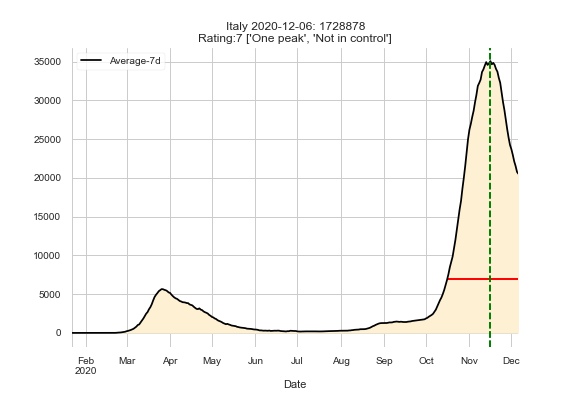 Italy 2020-12-06: 1728878
Rating:7 ['One peak', 'Not in control']
Average-7d
35000
30000
25000
20000
15000
10000
5000
0
Feb Mar Apr May Jun Jul Aug Sep Oct Nov Dec
2020
Date